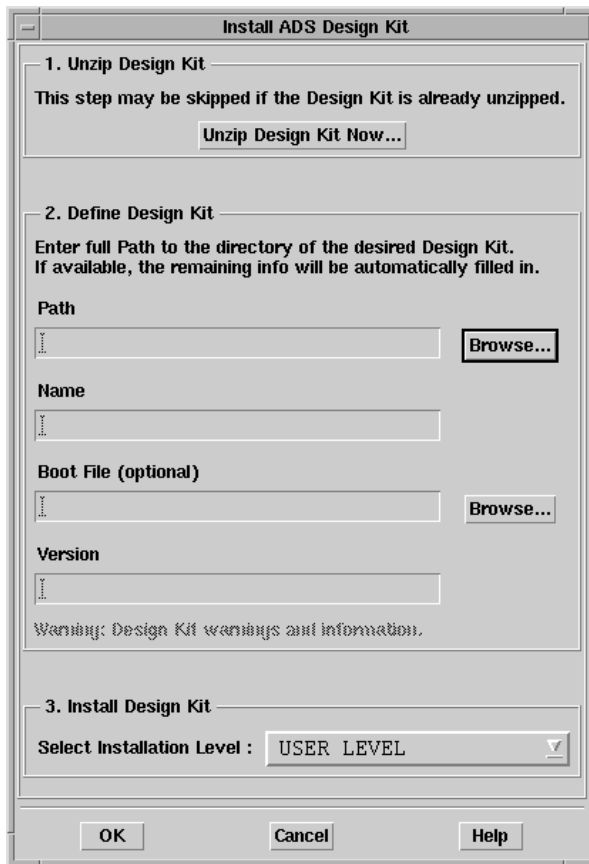 Install ADS Design Kit
1. Unzip Design Kit
This step may be skipped if the Design Kit is already unzipped.
Unzip Design Kit Now...
2. Define Design Kit
Enter full Path to the directory of the desired Design Kit.
If available, the remaining info will be automatically filled in.
Path
Browse...
Name
Boot File (optional)
Browse...
Version
Warning: Design Kit warnings and information.
3. Install Design Kit
Select Installation Level : USER LEVEL
OK Cancel Help